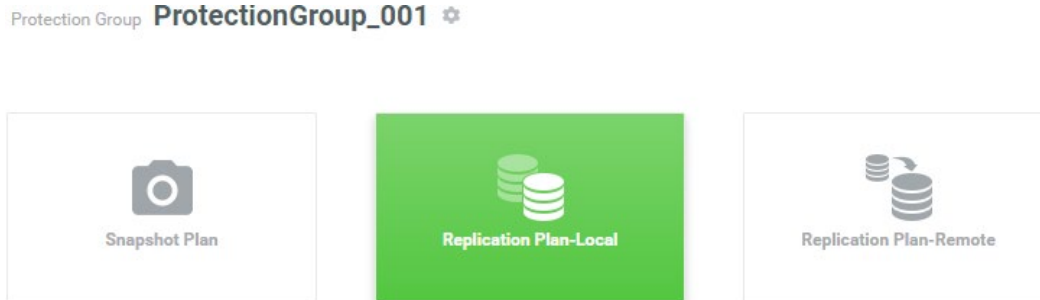 Protection Group ProtectionGroup_001
Snapshot Plan
Replication Plan-Local
Replication Plan-Remote